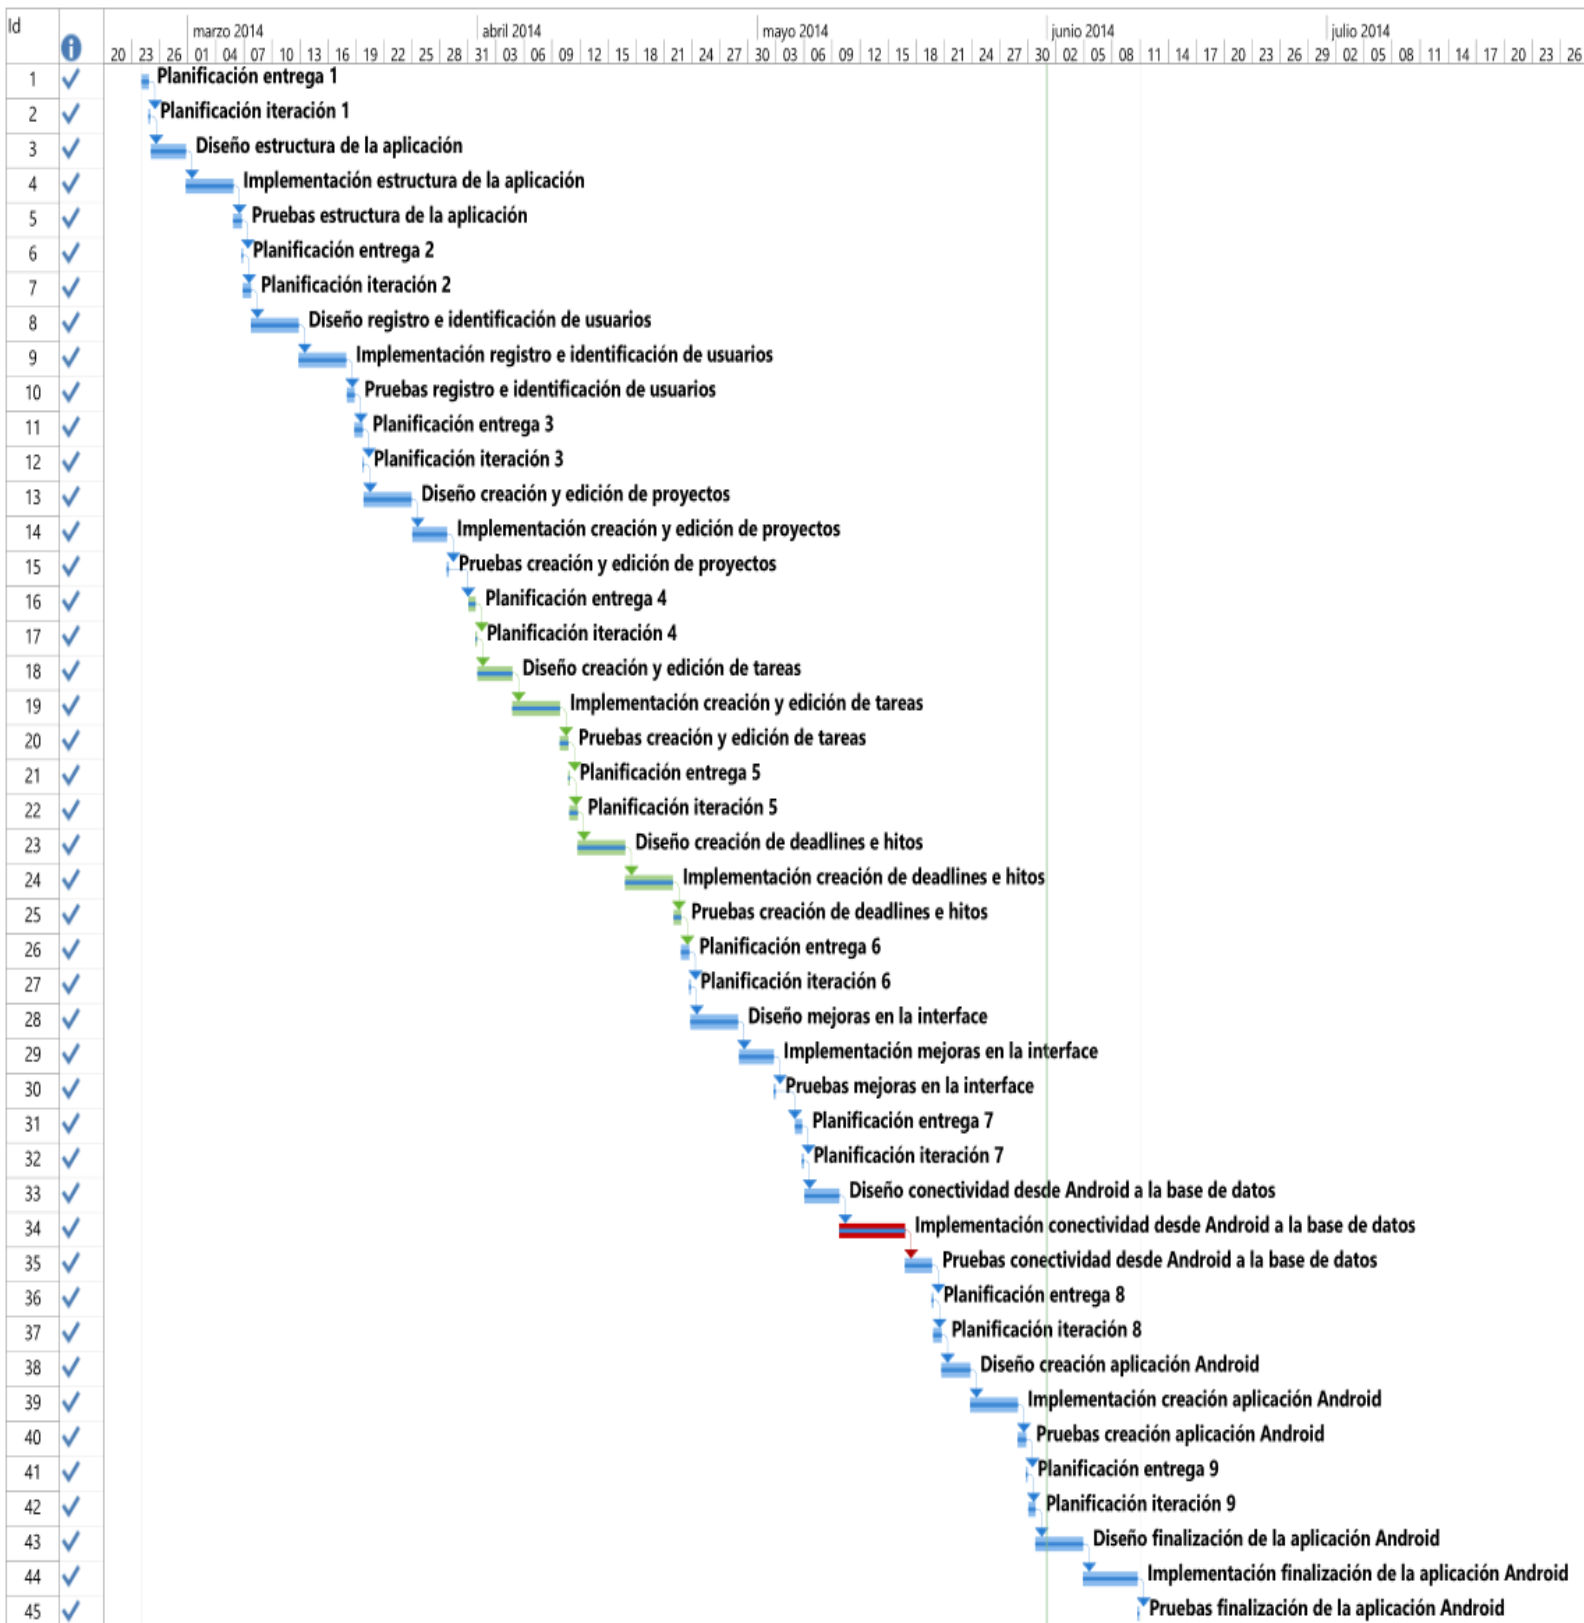 Id
marzo 2014 abril 2014 mayo 2014 junio 2014 julio 2014
20 23 26 01 04 07 10 13 16 19 22 25 28 31 03 06 09 12 15 18 21 24 27 30 03 06 09 12 15 18 21 24 27 30 02 05 08 11 14 17 20 23 26 29 02 05 08 11 14 17 20 23 26
1 Planificación entrega 1
2 Planificación iteración 1
3 Diseño estructura de la aplicación
4 Implementación estructura de la aplicación
5 Pruebas estructura de la aplicación
6 Planificación entrega 2
7 Planificación iteración 2
8 Diseño registro e identificación de usuarios
9 Implementación registro e identificación de usuarios
10 Pruebas registro e identificación de usuarios
11 Planificación entrega 3
12 Planificación iteración 3
13 Diseño creación y edición de proyectos
14 Implementación creación y edición de proyectos
15 Pruebas creación y edición de proyectos
16 Planificación entrega 4
17 Planificación iteración 4
18 Diseño creación y edición de tareas
19 Implementación creación y edición de tareas
20 Pruebas creación y edición de tareas
21 Planificación entrega 5
22 Planificación iteración 5
23 Diseño creación de deadlines e hitos
24 Implementación creación de deadlines e hitos
25 Pruebas creación de deadlines e hitos
26 Planificación entrega 6
27 Planificación iteración 6
28 Diseño mejoras en la interface
29 Implementación mejoras en la interface
30 Pruebas mejoras en la interface
31 Planificación entrega 7
32 Planificación iteración 7
33 Diseño conectividad desde Android a la base de datos
34 Implementación conectividad desde Android a la base de datos
35 Pruebas conectividad desde Android a la base de datos
36 Planificación entrega 8
37 Planificación iteración 8
38 Diseño creación aplicación Android
39 Implementación creación aplicación Android
40 Pruebas creación aplicación Android
41 Planificación entrega 9
42 Planificación iteración 9
43 Diseño finalización de la aplicación Android
44 Implementación finalización de la aplicación Android
45 Pruebas finalización de la aplicación Android